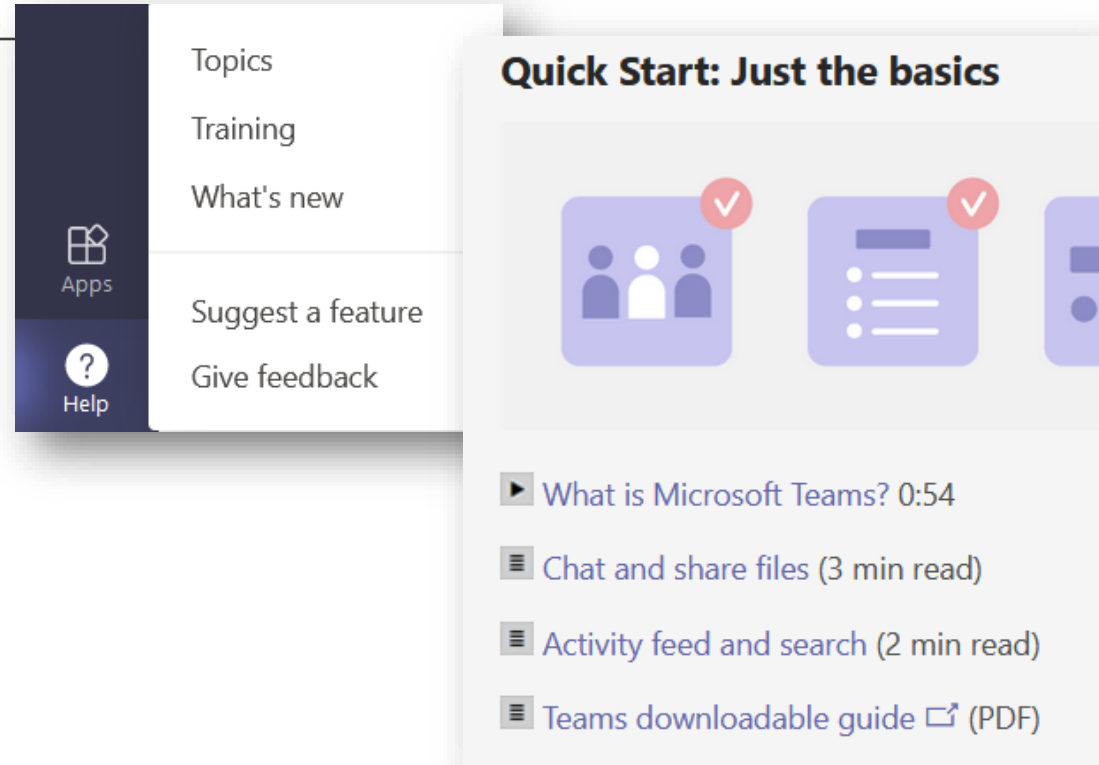 Topics
Training
What's new
Suggest a feature
Give feedback
Apps
?
Help
Quick Start: Just the basics
What is Microsoft Teams? 0:54
Chat and share files (3 min read)
Activity feed and search (2 min read)
Teams downloadable guide (PDF)